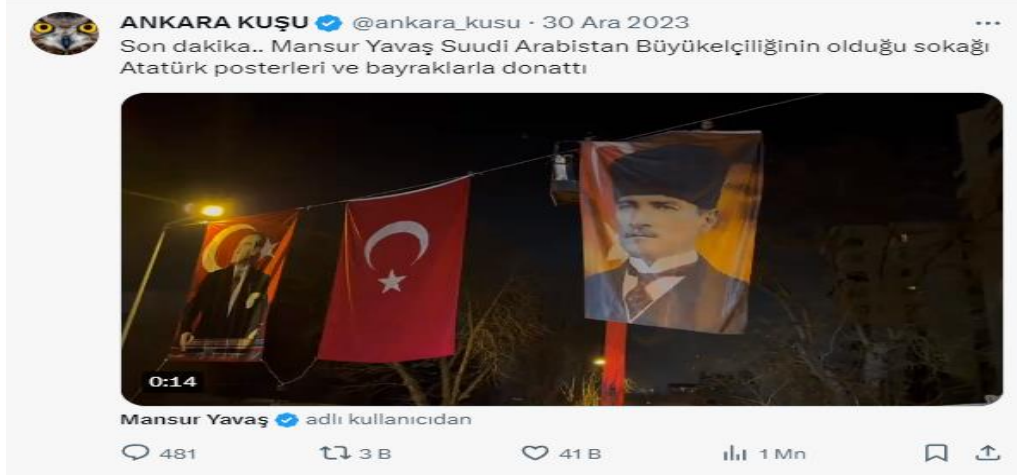 ANKARA KUŞU @ankara_kusu · 30 Ara 2023
Son dakika.. Mansur Yavaş Suudi Arabistan Büyükelçiliğinin olduğu sokağı
Atatürk posterleri ve bayraklarla donattı
0:14
Mansur Yavaş adlı kullanıcıdan
481 3 B 41 B 1 Mn